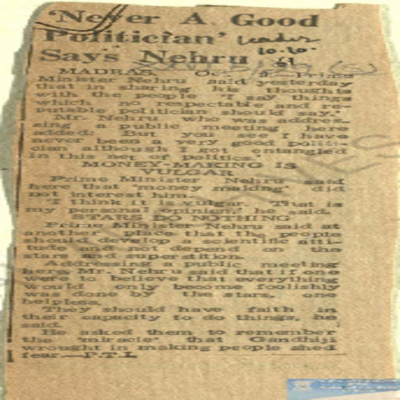 'Never A Good
Politician'
Says Nehru
Leader
10.10.
61
MADRAS, Oct. Prime
Minister Nehru said yesterday
that in sharing his thoughts
with the people "I say things
which no respectable and re-
putable politician should say."
Mr. Nehru who was addres-
sing a public meeting here
added: "But you see I have
never been a very good politi-
cian although I got entangled
in this net of politics."
MONEY-MAKING IS
VULGAR
Prime Minister Nehru said
here that "money making" did
not interest him.
"I think it is vulgar. That is
my personal opinion," he said.
STARS DO NOTHING
Prime Minister Nehru said at
another place that the people
should develop a scientific atti-
tude and not depend on the
stars and superstition.
Addressing a public meeting
here, Mr. Nehru said that if one
were to believe that everything
would only become foolishly
was done by the stars, one
helpless.
They should have faith in
their capacity to do things, he
said.
He asked them to remember
the "miracle" that Gandhiji
wrought in making people shed
fear.—P.T.I.